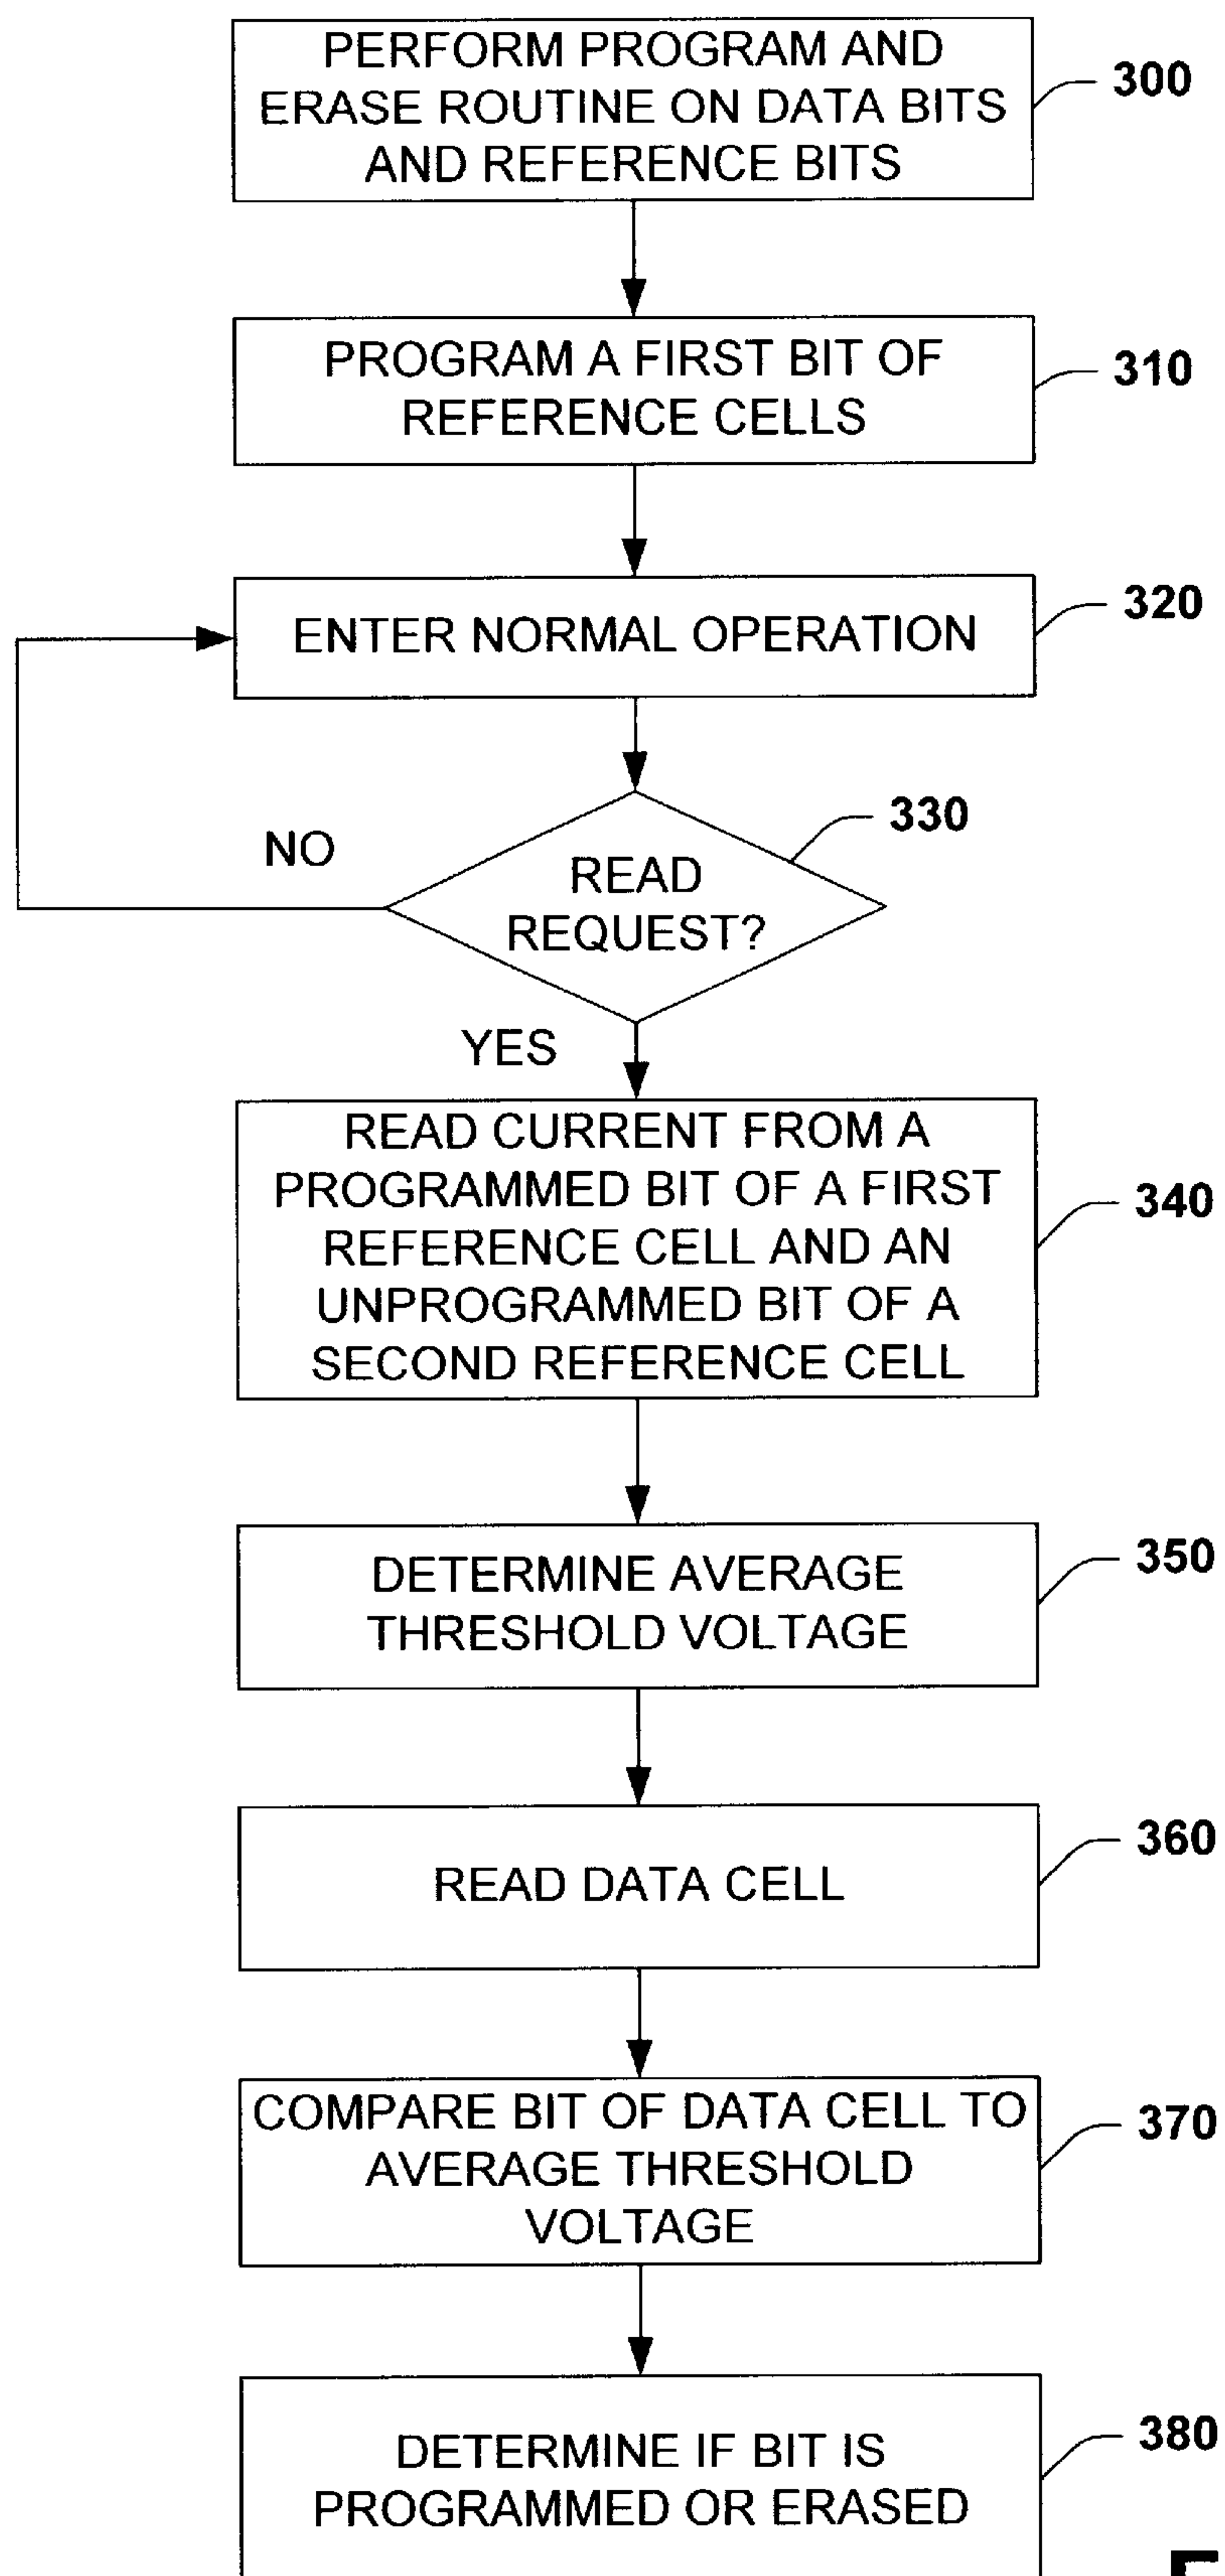 PERFORM PROGRAM AND
ERASE ROUTINE ON DATA BITS
AND REFERENCE BITS
300
PROGRAM A FIRST BIT OF
REFERENCE CELLS
310
ENTER NORMAL OPERATION
320
READ
REQUEST?
330
NO
YES
READ CURRENT FROM A
PROGRAMMED BIT OF A FIRST
REFERENCE CELL AND AN
UNPROGRAMMED BIT OF A
SECOND REFERENCE CELL
340
DETERMINE AVERAGE
THRESHOLD VOLTAGE
350
READ DATA CELL
360
COMPARE BIT OF DATA CELL TO
AVERAGE THRESHOLD
VOLTAGE
370
DETERMINE IF BIT IS
PROGRAMMED OR ERASED
380